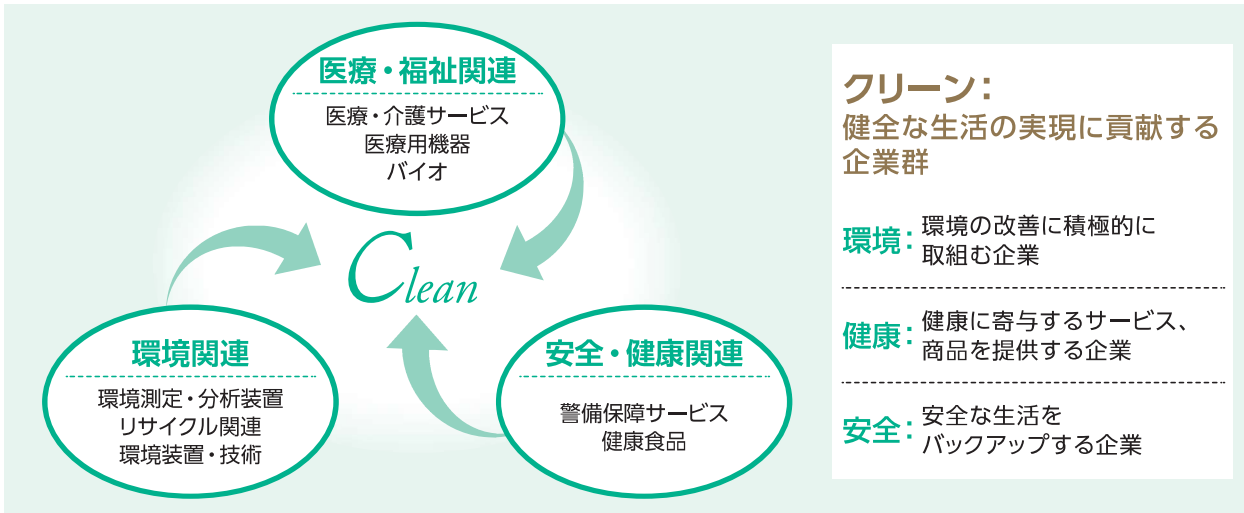 医療・福祉関連
医療・介護サービス
医療用機器
バイオ
Clean
環境関連
環境測定・分析装置
リサイクル関連
環境装置・技術
安全・健康関連
警備保障サービス
健康食品
クリーン：
健全な生活の実現に貢献する
企業群
環境：環境の改善に積極的に
取組む企業
健康：健康に寄与するサービス、
商品を提供する企業
安全：安全な生活を
バックアップする企業